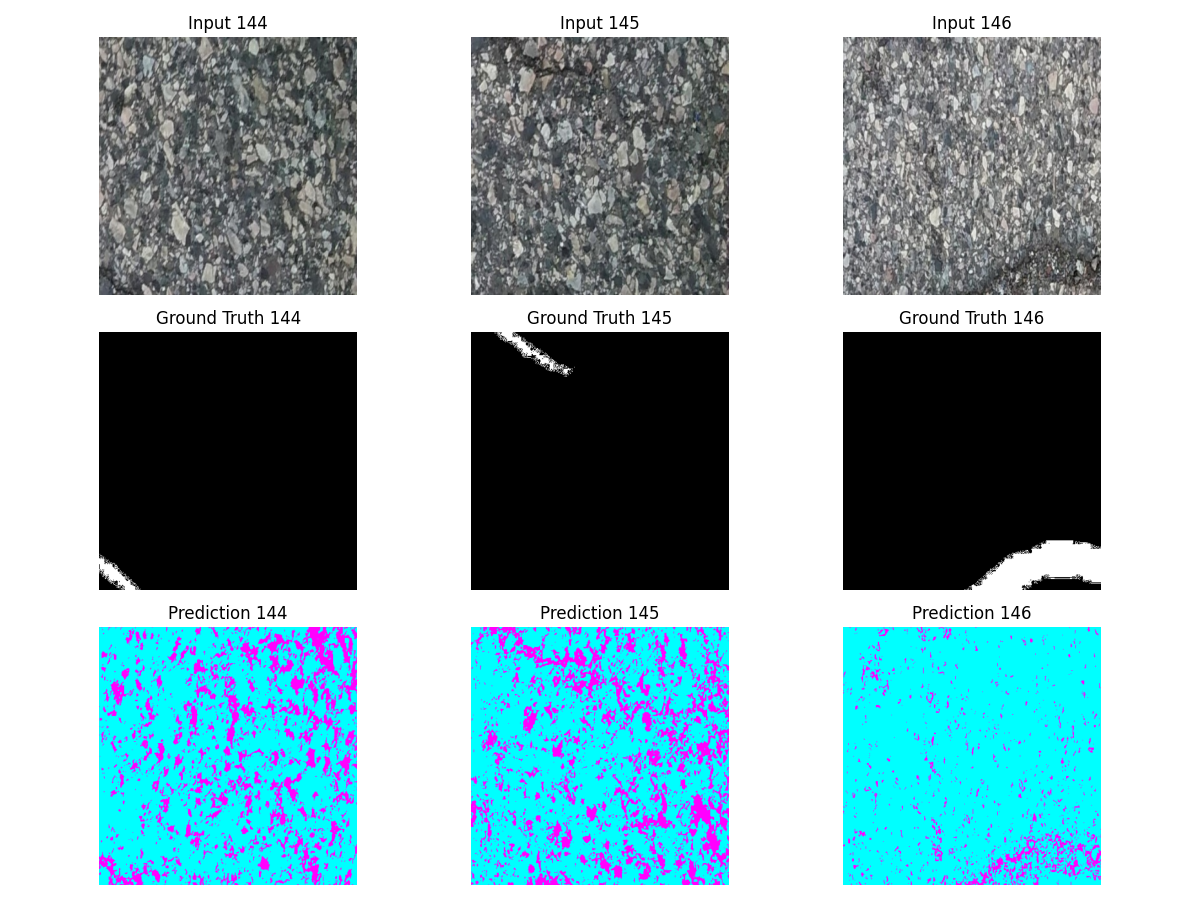 Input 144
Input 145
Input 146
Ground Truth 144
Ground Truth 145
Ground Truth 146
Prediction 144
Prediction 145
Prediction 146